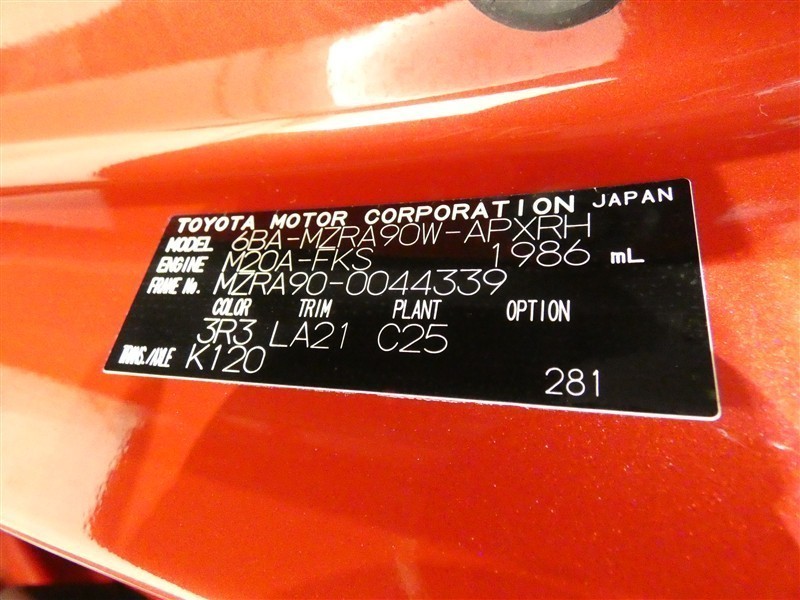 TOYOTA MOTOR CORPORATION JAPAN
MODEL 6BA-MZRA90W-APXRH
ENGINE M20A-FKS 1986 mL
FRAME No. MZRA90-0044339
COLOR TRIM PLANT OPTION
3R3 LA21 C25
TRANS./AXLE K120
281